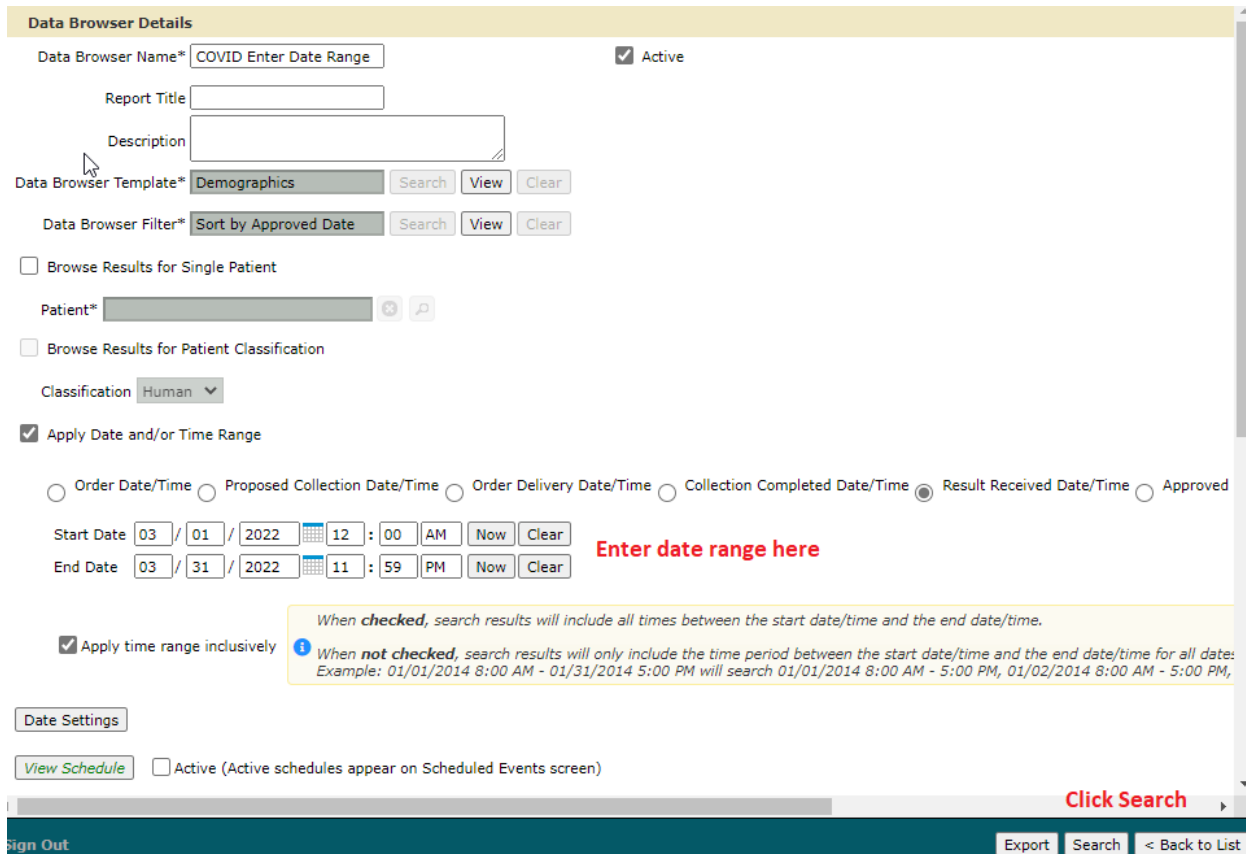 Data Browser Details
Data Browser Name* COVID Enter Date Range Active
Report Title
Description
Data Browser Template* Demographics Search View Clear
Data Browser Filter* Sort by Approved Date Search View Clear
Browse Results for Single Patient
Patient*
Browse Results for Patient Classification
Classification Human
Apply Date and/or Time Range
Order Date/Time Proposed Collection Date/Time Order Delivery Date/Time Collection Completed Date/Time Result Received Date/Time Approved
Start Date 03 / 01 / 2022 12 : 00 AM Now Clear
Enter date range here
End Date 03 / 31 / 2022 11 : 59 PM Now Clear
When checked, search results will include all times between the start date/time and the end date/time.
Apply time range inclusively
When not checked, search results will only include the time period between the start date/time and the end date/time for all dates
Example: 01/01/2014 8:00 AM - 01/31/2014 5:00 PM will search 01/01/2014 8:00 AM - 5:00 PM, 01/02/2014 8:00 AM - 5:00 PM,
Date Settings
View Schedule Active (Active schedules appear on Scheduled Events screen)
Click Search
Sign Out Export Search < Back to List